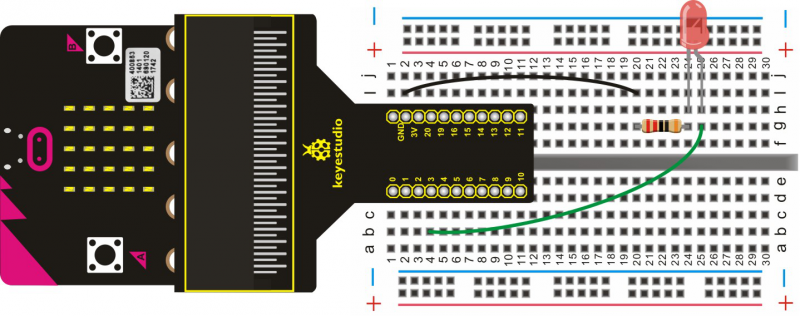 B
400B53
1401
690120
1742
A
keyestudio
− −
+ +
1 2 3 4 5 6 7 8 9 10 11 12 13 14 15 16 17 18 19 20 21 22 23 24 25 26 27 28 29 30
j j
I I
h
GND 3V 20 19 16 15 14 13 12 11
g
f
0 1 2 3 4 5 6 7 8 9 10
e
d
c c
b b
a a
1 2 3 4 5 6 7 8 9 10 11 12 13 14 15 16 17 18 19 20 21 22 23 24 25 26 27 28 29 30
− −
+ +